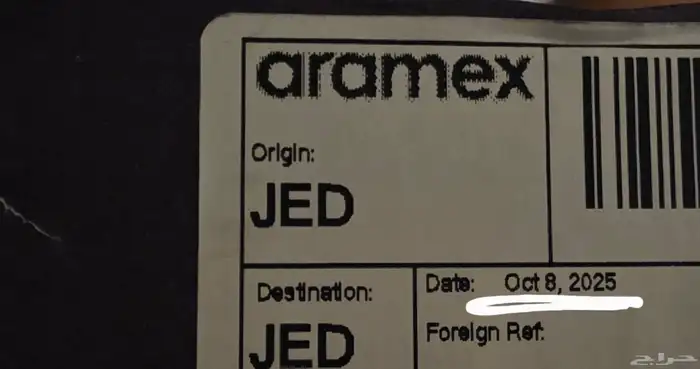 aramex
Origin:
JED
Destination:
JED
Date: Oct 8, 2025
Foreign Ref:
حراج